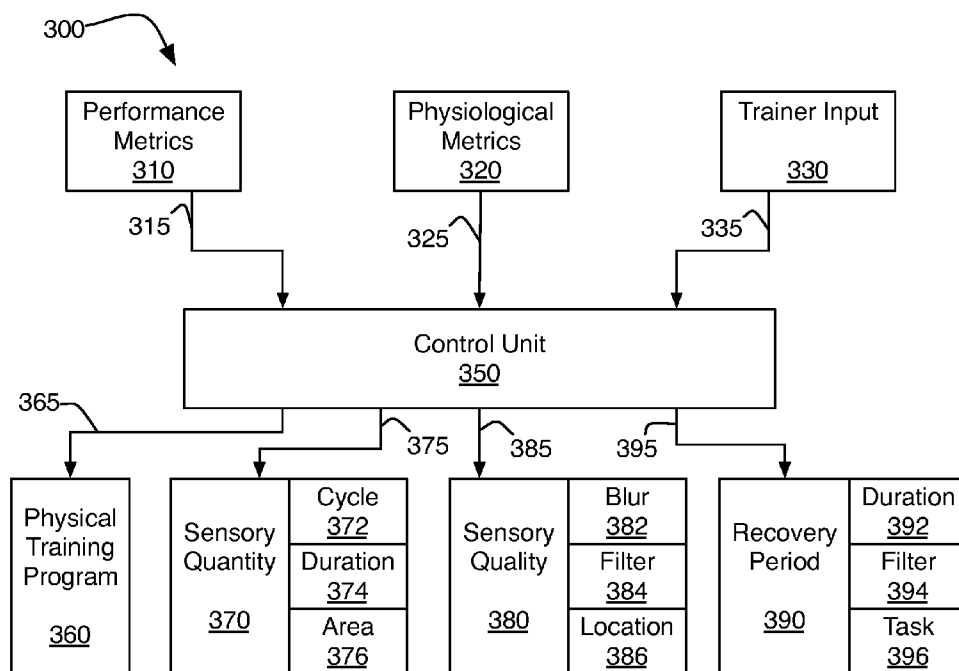 300
Performance
Metrics
310
Physiological
Metrics
320
Trainer Input
330
315
325
335
Control Unit
350
365
375
385
395
Physical
Training
Program
360
Sensory
Quantity
370
Cycle
372
Duration
374
Area
376
Sensory
Quality
380
Blur
382
Filter
384
Location
386
Recovery
Period
390
Duration
392
Filter
394
Task
396